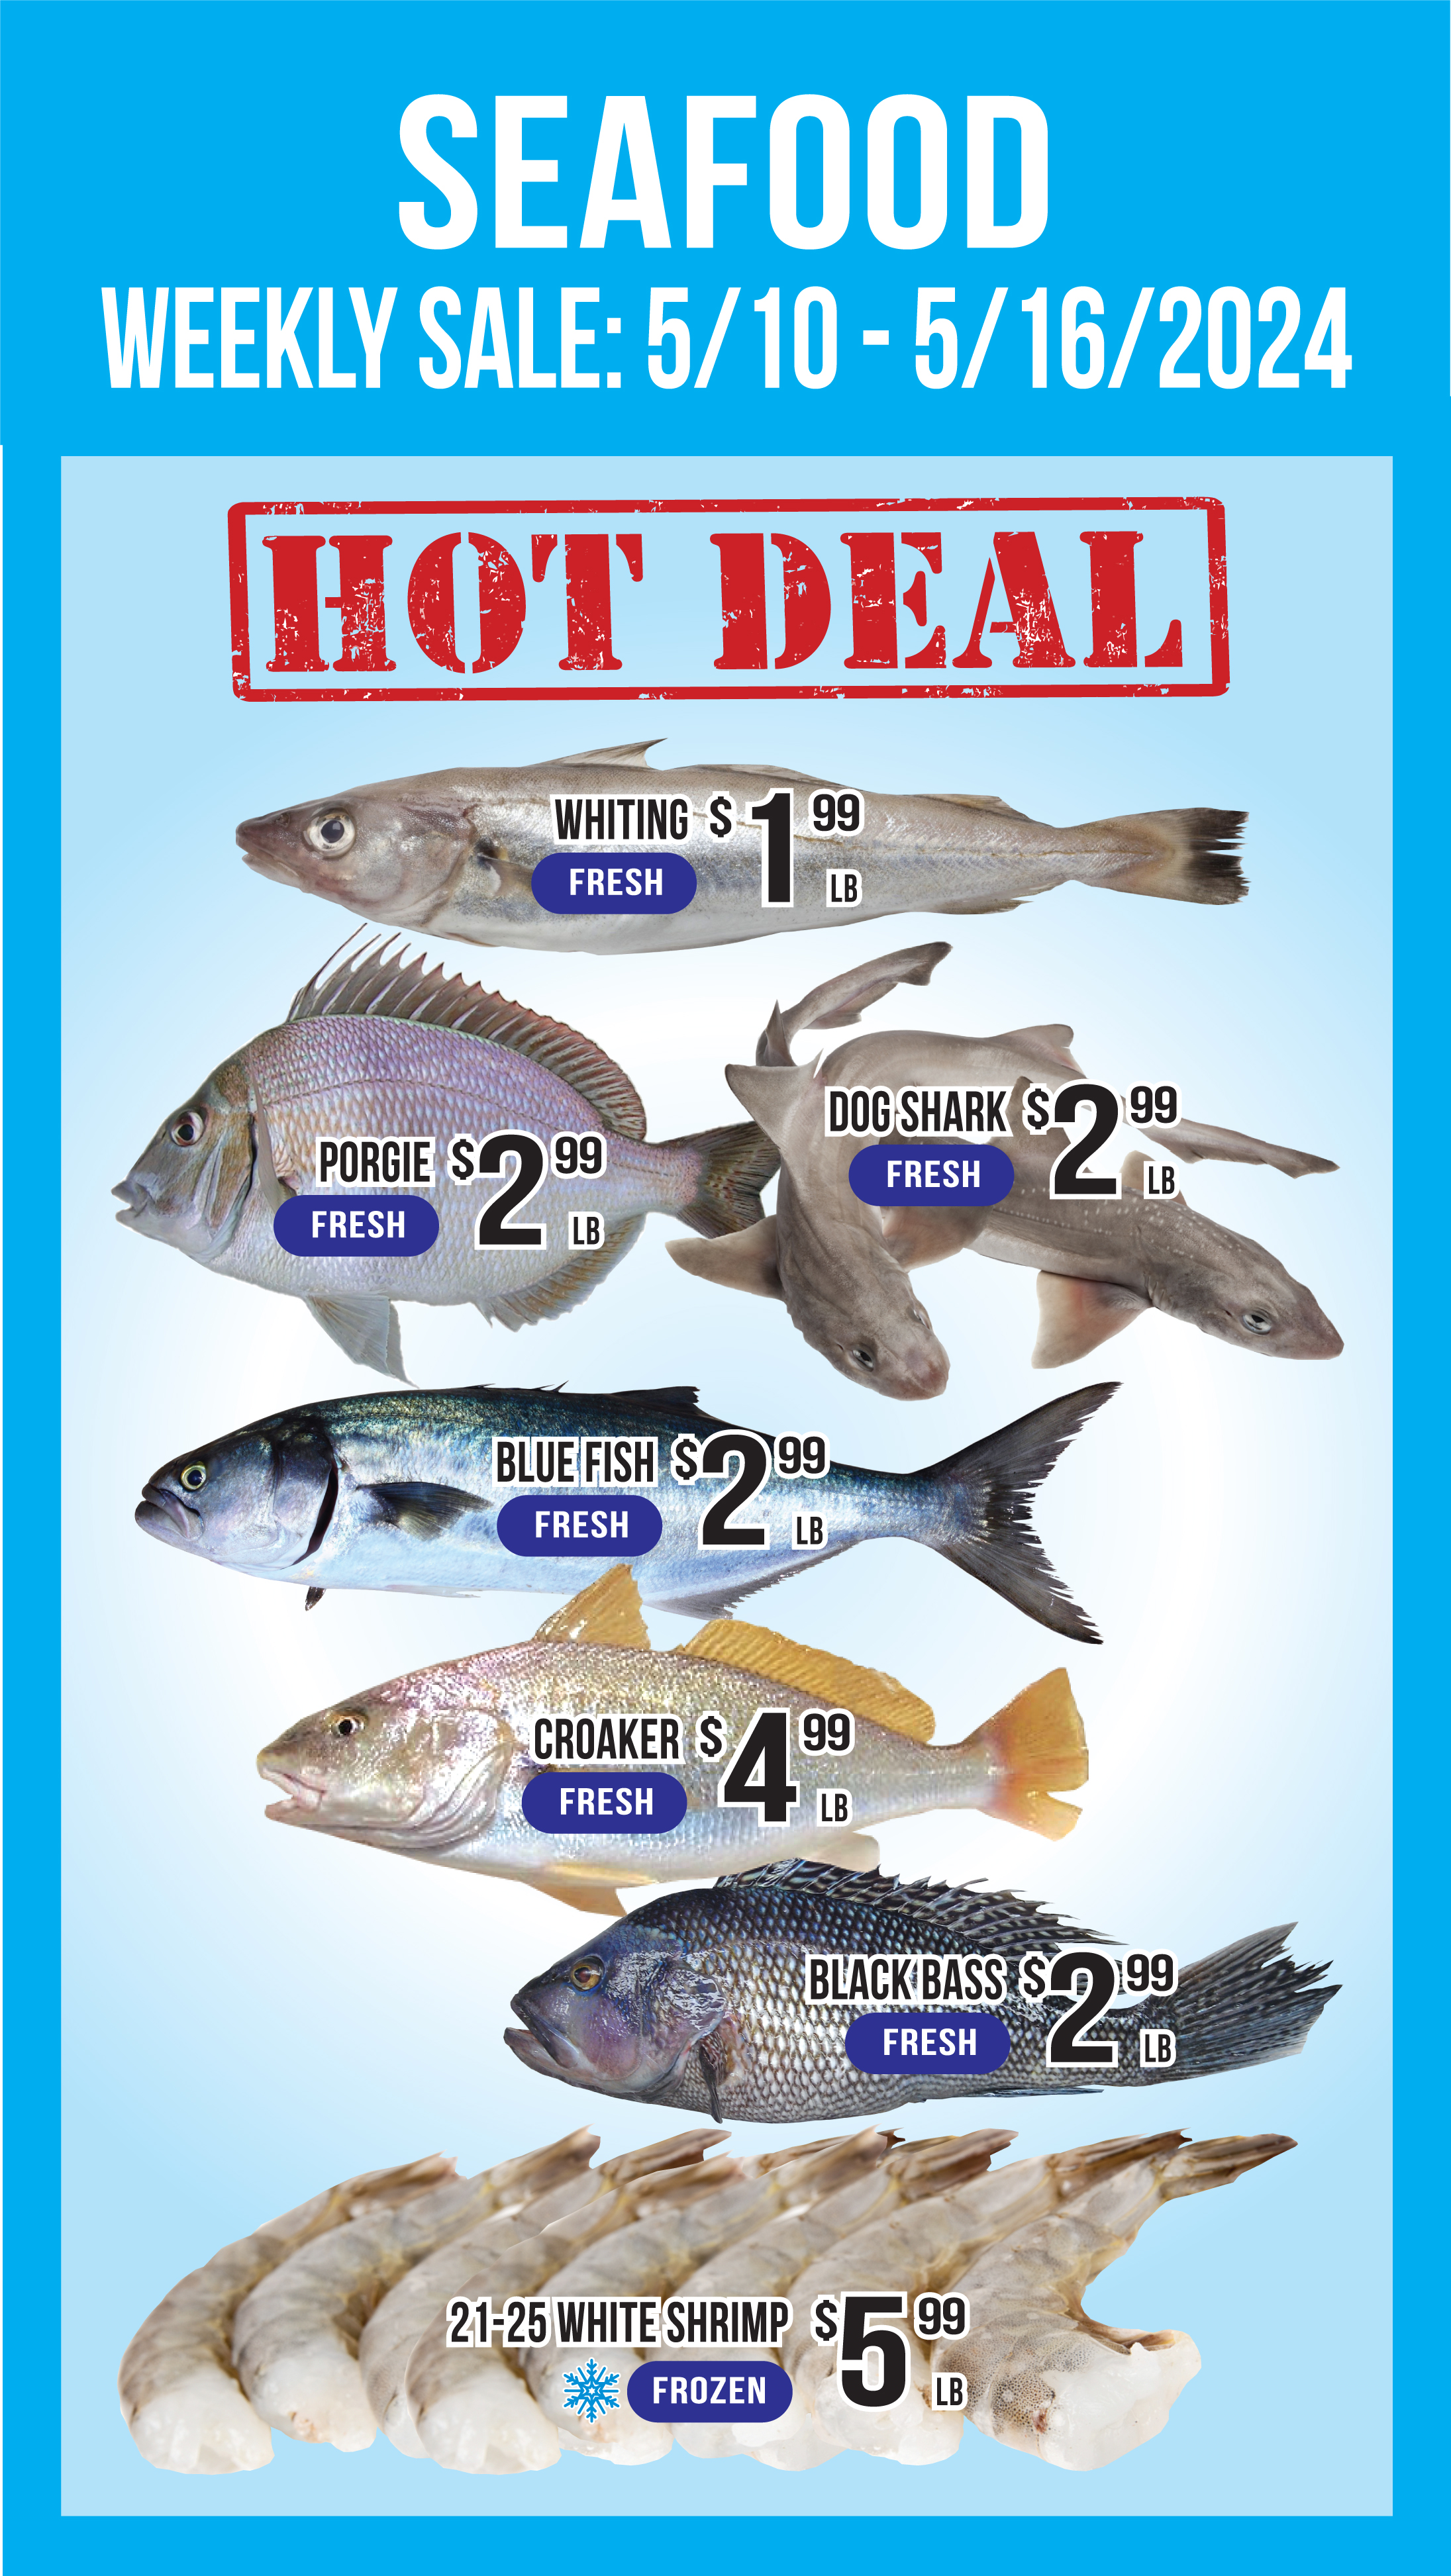 SEAFOOD
WEEKLY SALE: 5/10 - 5/16/2024
HOT DEAL
WHITING $1 99 LB
FRESH
PORGIE $2 99 LB
FRESH
DOG SHARK $2 99 LB
FRESH
BLUE FISH $2 99 LB
FRESH
CROAKER $4 99 LB
FRESH
BLACK BASS $2 99 LB
FRESH
21-25 WHITE SHRIMP $5 99 LB
FROZEN